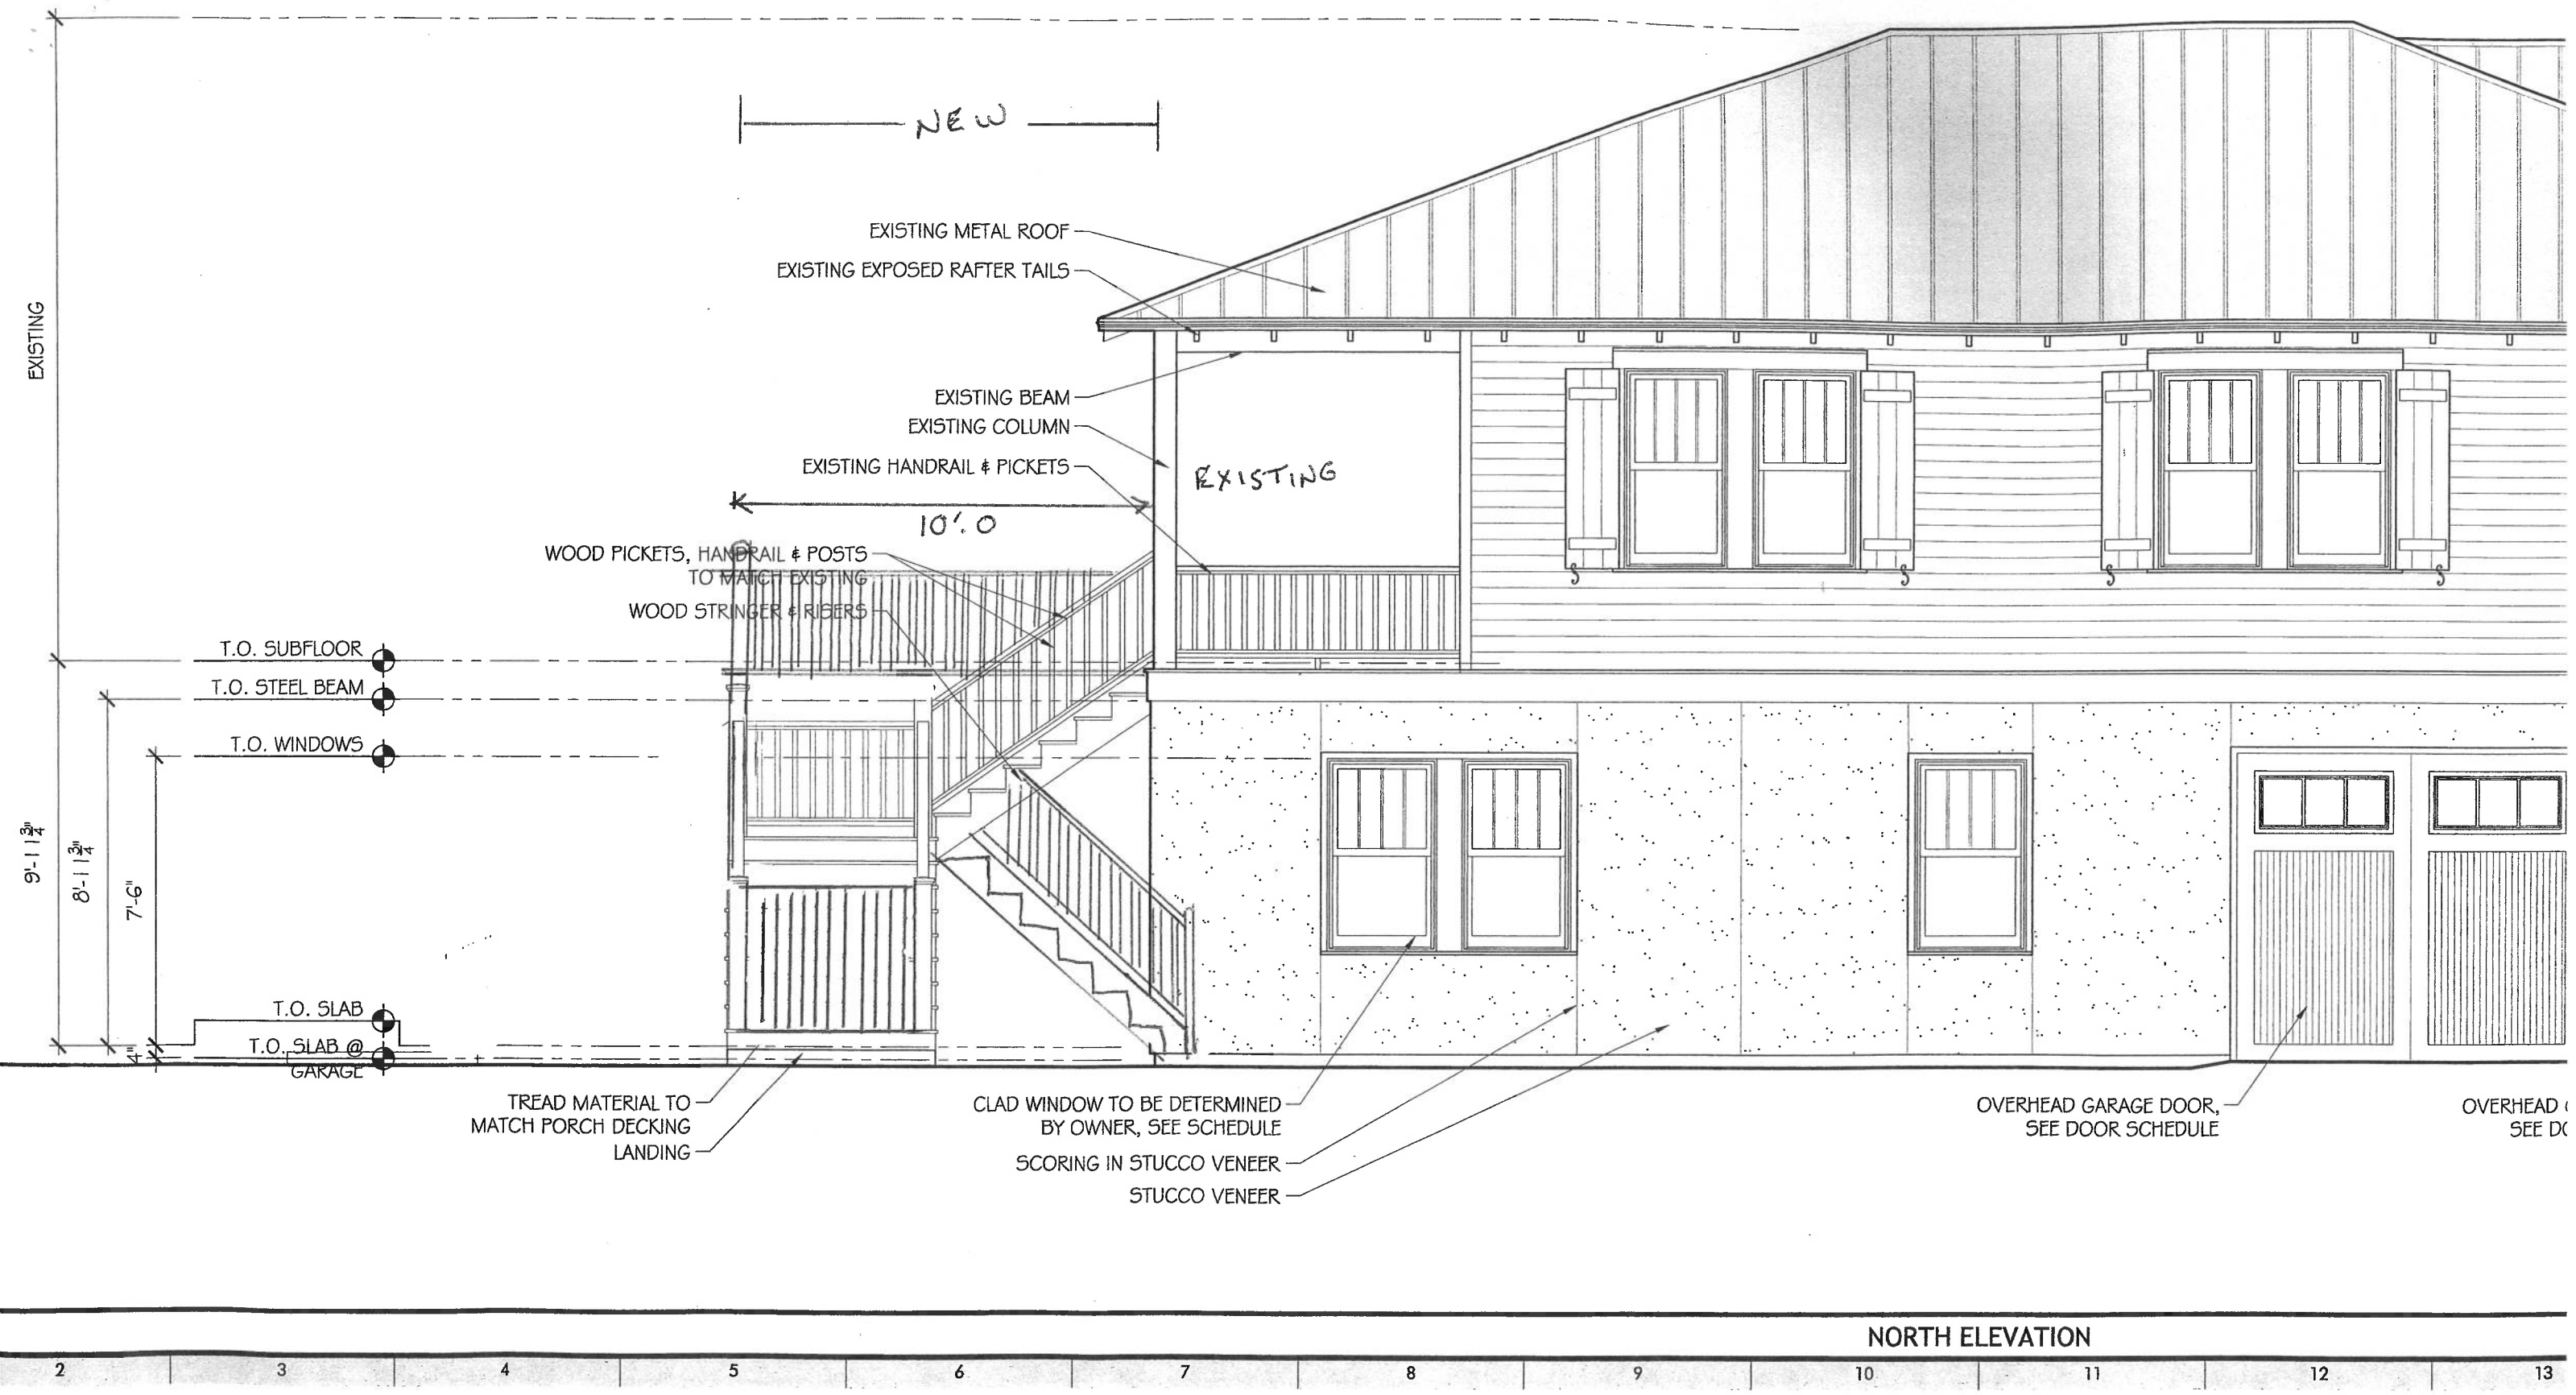 NEW
EXISTING METAL ROOF
EXISTING EXPOSED RAFTER TAILS
EXISTING
EXISTING BEAM
EXISTING COLUMN
EXISTING HANDRAIL & PICKETS
EXISTING
10'.0
WOOD PICKETS, HANDRAIL & POSTS
TO MATCH EXISTING
WOOD STRINGER & RISERS
T.O. SUBFLOOR
T.O. STEEL BEAM
T.O. WINDOWS
9'-11 3/4"
8'-11 3/4"
7'-6"
T.O. SLAB
T.O. SLAB @
GARAGE
4"
TREAD MATERIAL TO
MATCH PORCH DECKING
LANDING
CLAD WINDOW TO BE DETERMINED
BY OWNER, SEE SCHEDULE
SCORING IN STUCCO VENEER
STUCCO VENEER
OVERHEAD GARAGE DOOR,
SEE DOOR SCHEDULE
OVERHEAD
SEE
NORTH ELEVATION
2 3 4 5 6 7 8 9 10 11 12 13